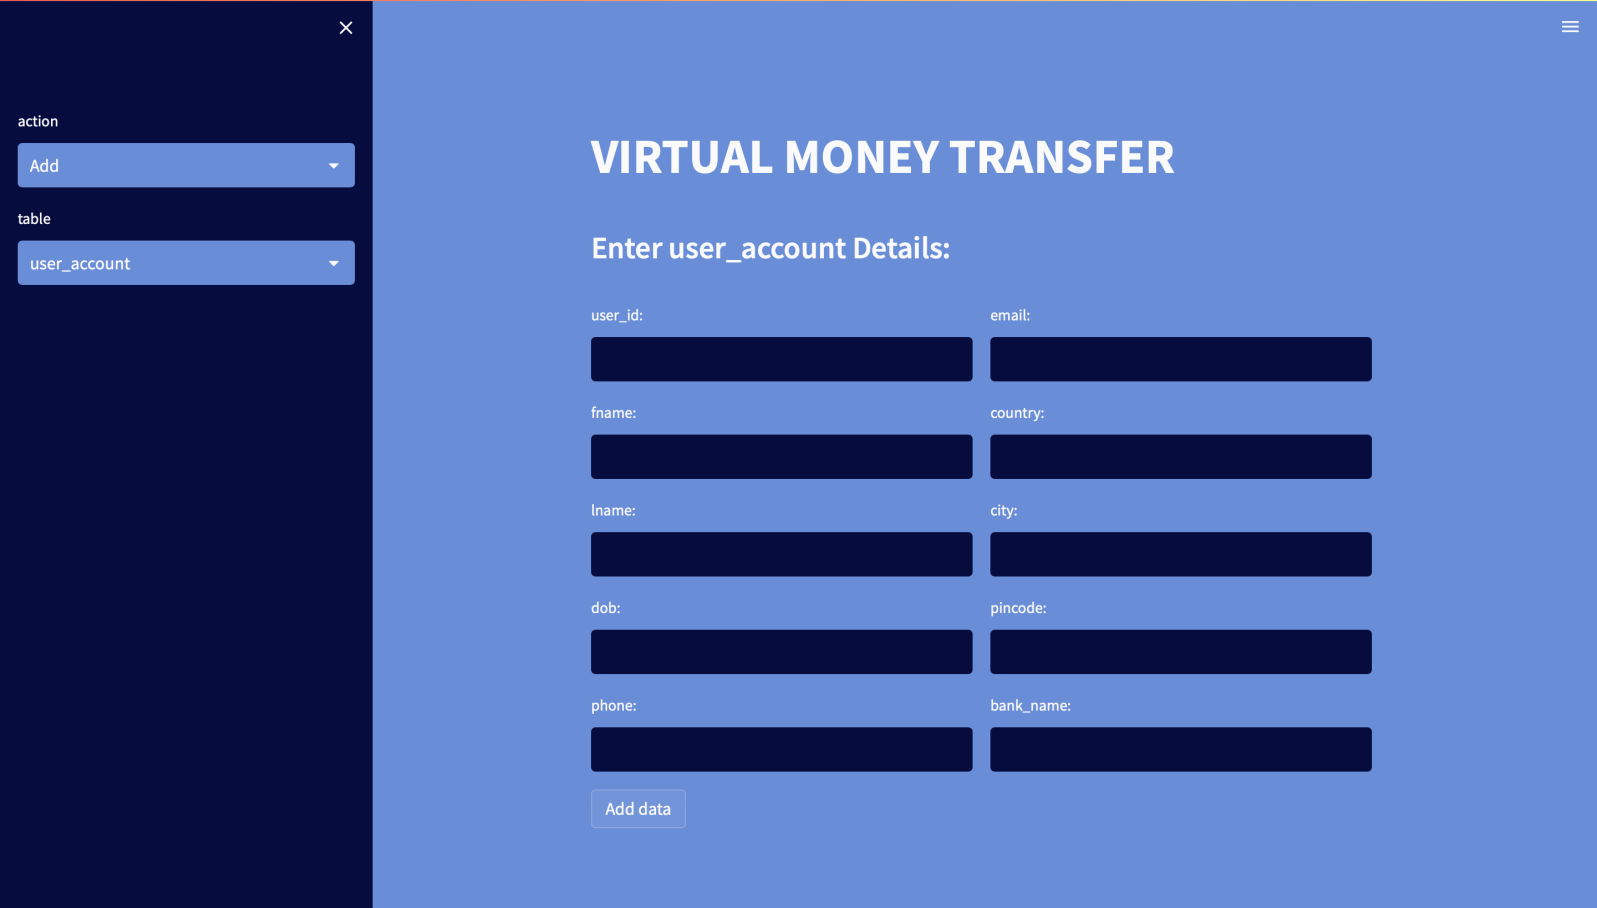 action
Add
table
user_account
VIRTUAL MONEY TRANSFER
Enter user_account Details:
user_id:
email:
fname:
country:
lname:
city:
dob:
pincode:
phone:
bank_name:
Add data